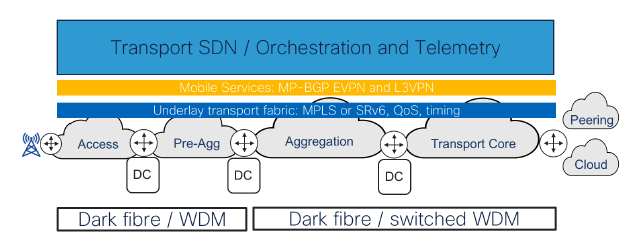 Transport SDN / Orchestration and Telemetry
Mobile Services: MP-BGP EVPN and L3VPN
Underlay transport fabric: MPLS or SRv6, QoS, timing
Peering
Access
Pre-Agg
Aggregation
Transport Core
Cloud
DC
DC
DC
Dark fibre / WDM
Dark fibre / switched WDM